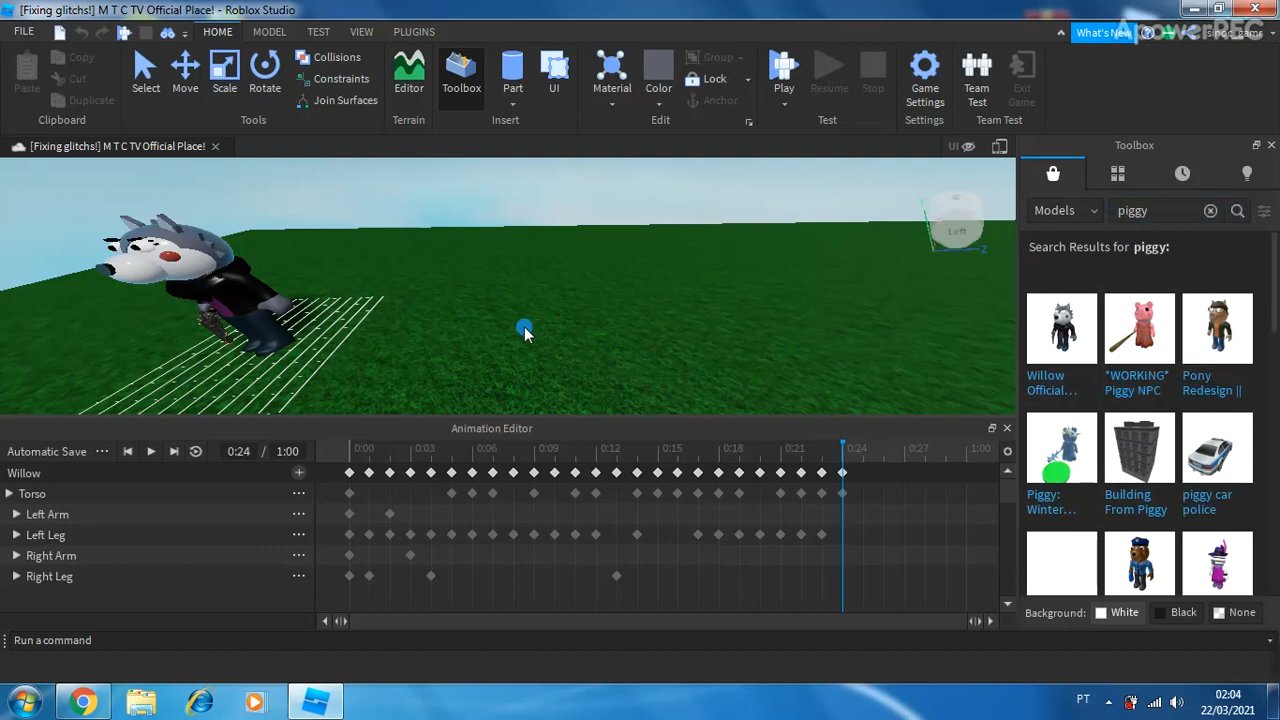 [Fixing glitchs!] M T C TV Official Place! - Roblox Studio
FILE HOME MODEL TEST VIEW PLUGINS What's New
ApowerREC
Paste Copy Cut Duplicate
Clipboard
Select Move Scale Rotate
Collisions
Constraints
Join Surfaces
Tools
Editor
Terrain
Toolbox Part UI
Insert
Material Color Group Lock Anchor
Edit
Play Resume Stop
Test
Game Settings
Settings
Team Test Exit Game
Team Test
[Fixing glitchs!] M T C TV Official Place!
UI
Left
Z
Toolbox
Models piggy
Search Results for piggy:
Willow Official...
*WORKING* Piggy NPC
Pony Redesign ||
Piggy: Winter...
Building From Piggy
piggy car police
Background: White Black None
Animation Editor
Automatic Save ... 0:24 / 1:00
0:00 0:03 0:06 0:09 0:12 0:15 0:18 0:21 0:24 0:27 1:00
Willow
Torso
Left Arm
Left Leg
Right Arm
Right Leg
Run a command
PT
02:04
22/03/2021